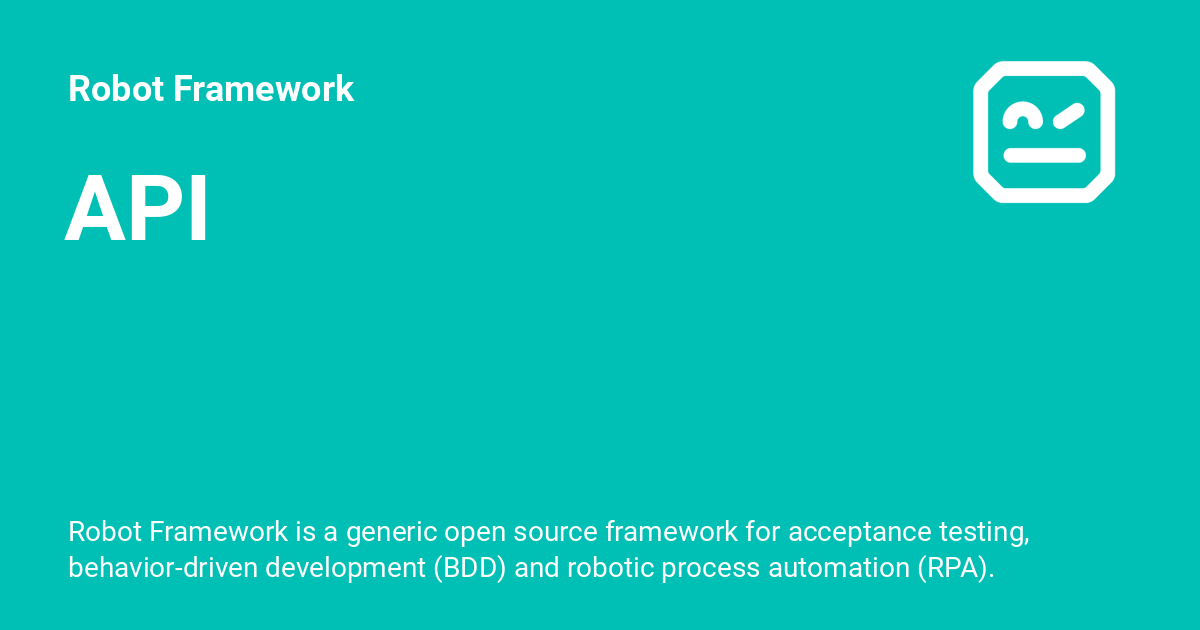 Robot Framework
API
Robot Framework is a generic open source framework for acceptance testing,
behavior-driven development (BDD) and robotic process automation (RPA).